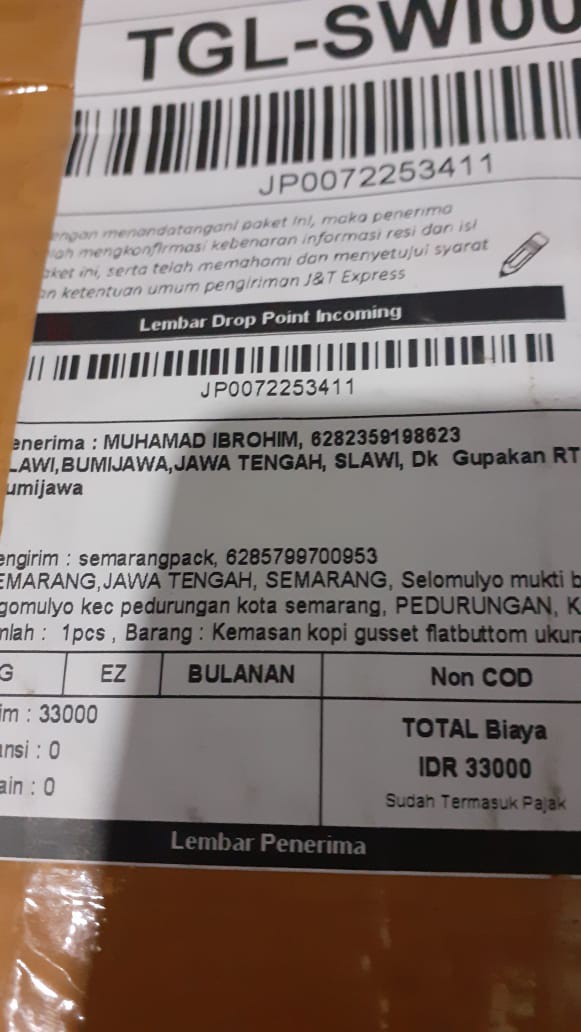 TGL-SWI00
JP0072253411
engan menandatangani paket ini, maka penerima
lah mengkonfirmasi kebenaran informasi resi dan isi
aket ini, serta telah memahami dan menyetujui syarat
an ketentuan umum pengiriman J&T Express
Lembar Drop Point Incoming
JP0072253411
enerima : MUHAMAD IBROHIM, 6282359198623
LAWI,BUMIJAWA,JAWA TENGAH, SLAWI, Dk Gupakan RT
umijawa
engirim : semarangpack, 6285799700953
EMARANG,JAWA TENGAH, SEMARANG, Selomulyo mukti b
gomulyo kec pedurungan kota semarang, PEDURUNGAN, K
mlah : 1pcs , Barang : Kemasan kopi gusset flatbuttom ukur
G EZ BULANAN Non COD
im : 33000
ansi : 0
ain : 0
TOTAL Biaya
IDR 33000
Sudah Termasuk Pajak
Lembar Penerima